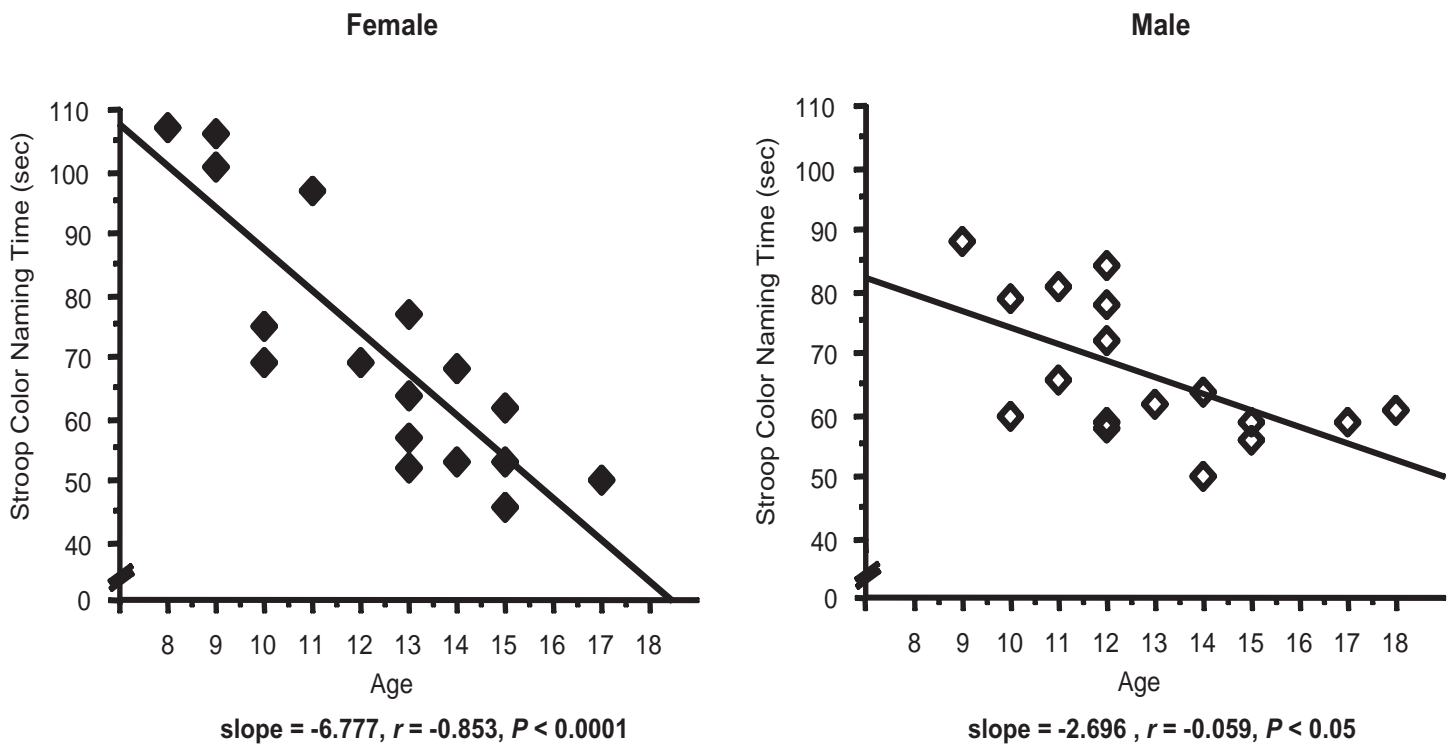 Female
Stroop Color Naming Time (sec)
110
100
90
80
70
60
50
40
0
8 9 10 11 12 13 14 15 16 17 18
Age
slope = -6.777, r = -0.853, P < 0.0001
Male
Stroop Color Naming Time (sec)
110
100
90
80
70
60
50
40
0
8 9 10 11 12 13 14 15 16 17 18
Age
slope = -2.696 , r = -0.059, P < 0.05